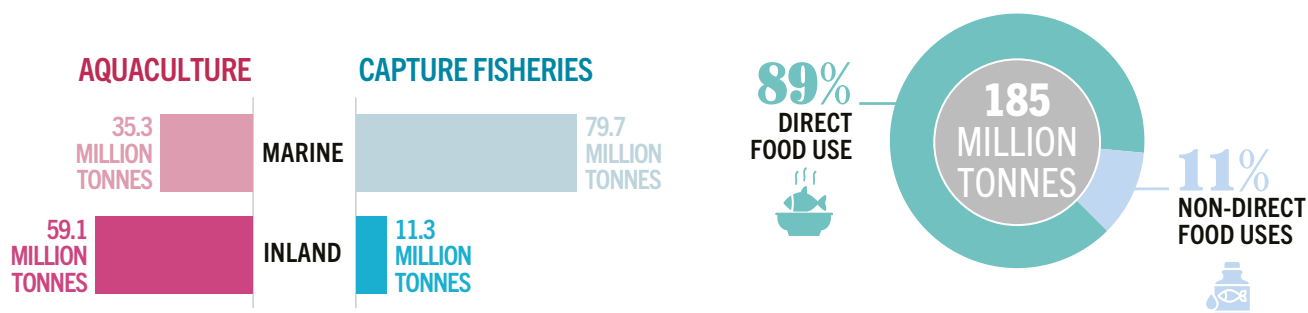 AQUACULTURE
CAPTURE FISHERIES
35.3
MILLION
TONNES
MARINE
79.7
MILLION
TONNES
59.1
MILLION
TONNES
INLAND
11.3
MILLION
TONNES
89%
DIRECT
FOOD USE
185
MILLION
TONNES
11%
NON-DIRECT
FOOD USES